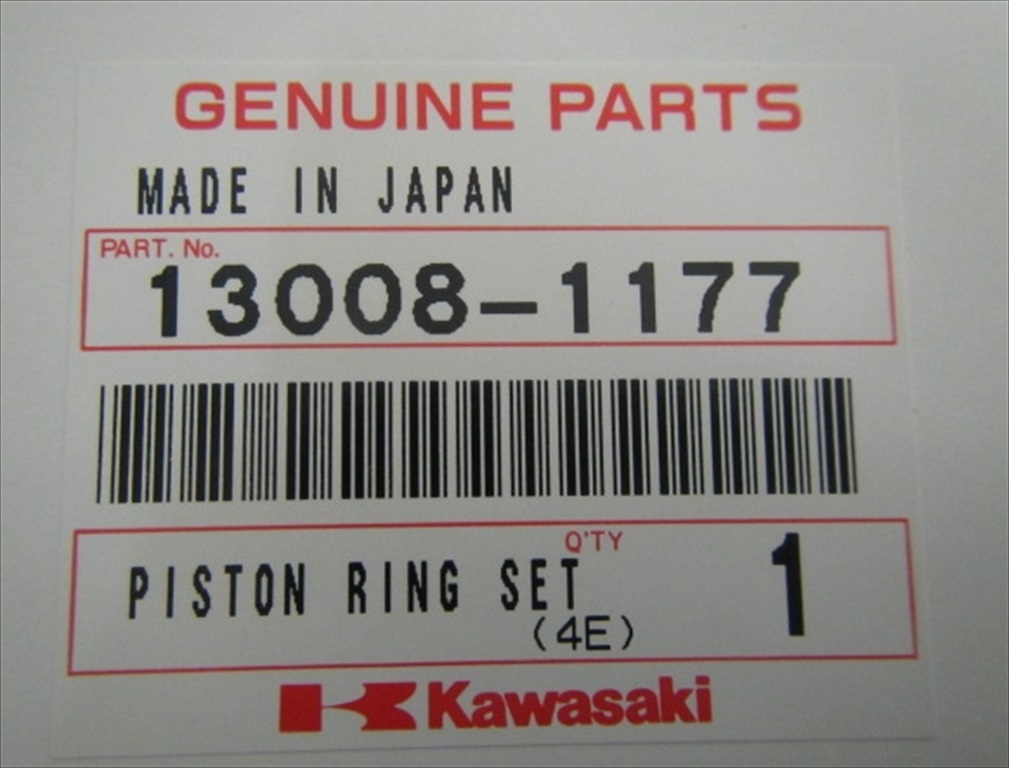 GENUINE PARTS
MADE IN JAPAN
PART. No.
13008-1177
Q'TY
PISTON RING SET 1
(4E)
Kawasaki